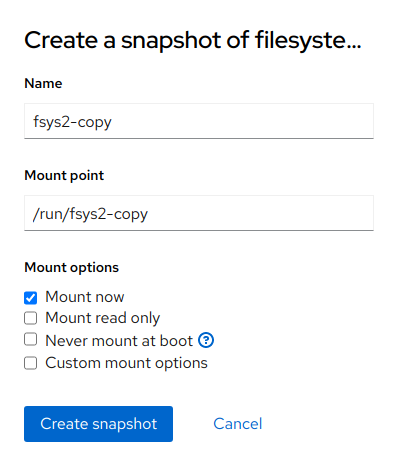 Create a snapshot of filesyste...
Name
fsys2-copy
Mount point
/run/fsys2-copy
Mount options
Mount now
Mount read only
Never mount at boot
Custom mount options
Create snapshot Cancel